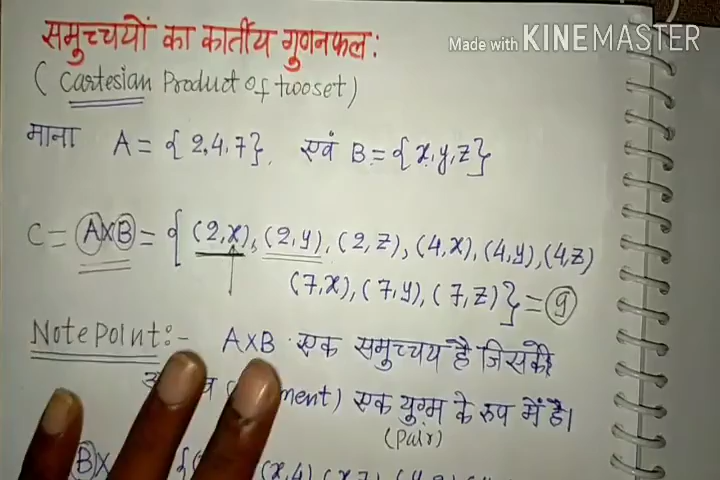 समुच्चयों का कार्तीय गुणनफल:
Made with KINEMASTER
(Cartesian Product of twoset)
माना A = {2,4,7}, एवं B = {x,y,z}
C = A×B = { (2,x), (2,y), (2,z), (4,x), (4,y), (4,z)
(7,x), (7,y), (7,z) } = 9
Note Point:- A×B एक समुच्चय है जिसके
एक युग्म के रूप में है।
(Pair)
B× (x,4)